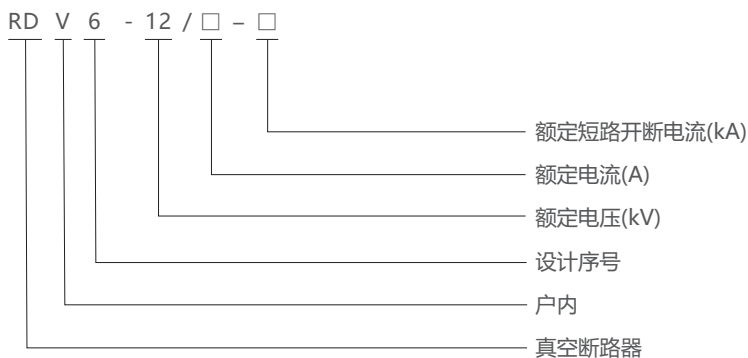 RD V 6 - 12 / □ – □
额定短路开断电流(kA)
额定电流(A)
额定电压(kV)
设计序号
户内
真空断路器